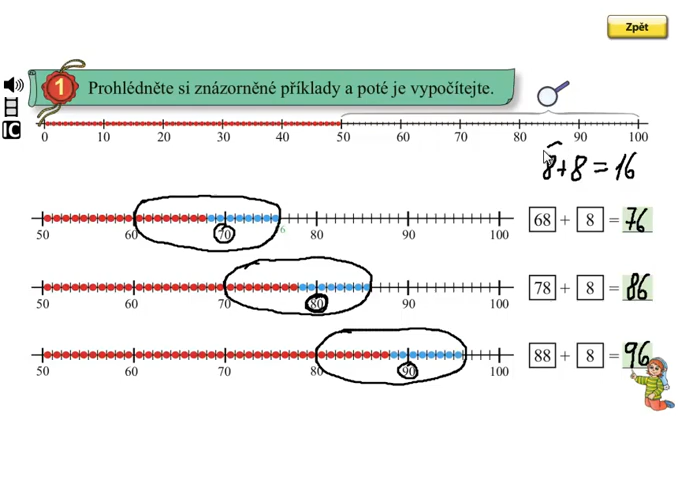 Zpět
1 Prohlédněte si znázorněné příklady a poté je vypočítejte.
0 10 20 30 40 50 60 70 80 90 100
8+8=16
50 60 70 80 90 100 68 + 8 = 76
50 60 70 80 90 100 78 + 8 = 86
50 60 70 80 90 100 88 + 8 = 96